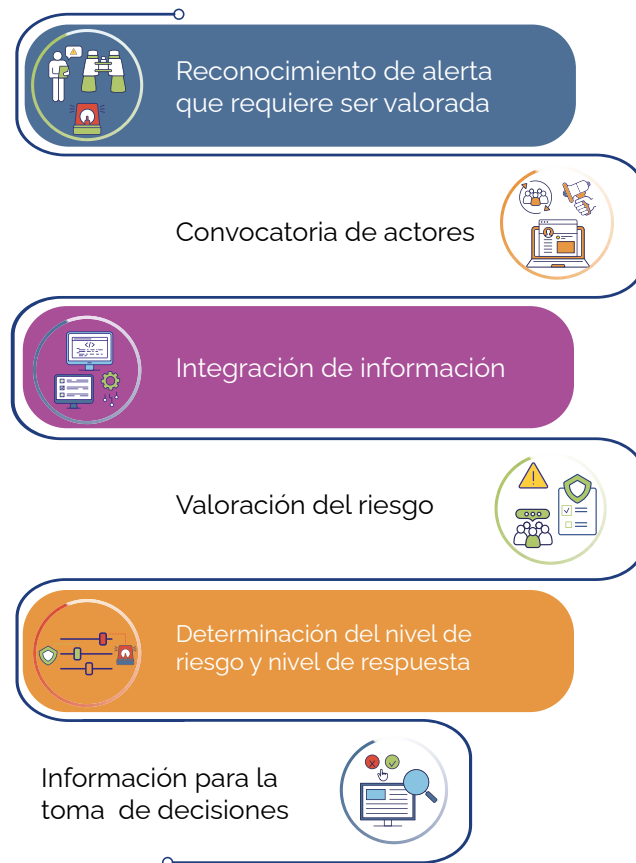 Reconocimiento de alerta
que requiere ser valorada
Convocatoria de actores
Integración de información
Valoración del riesgo
Determinación del nivel de
riesgo y nivel de respuesta
Información para la
toma de decisiones